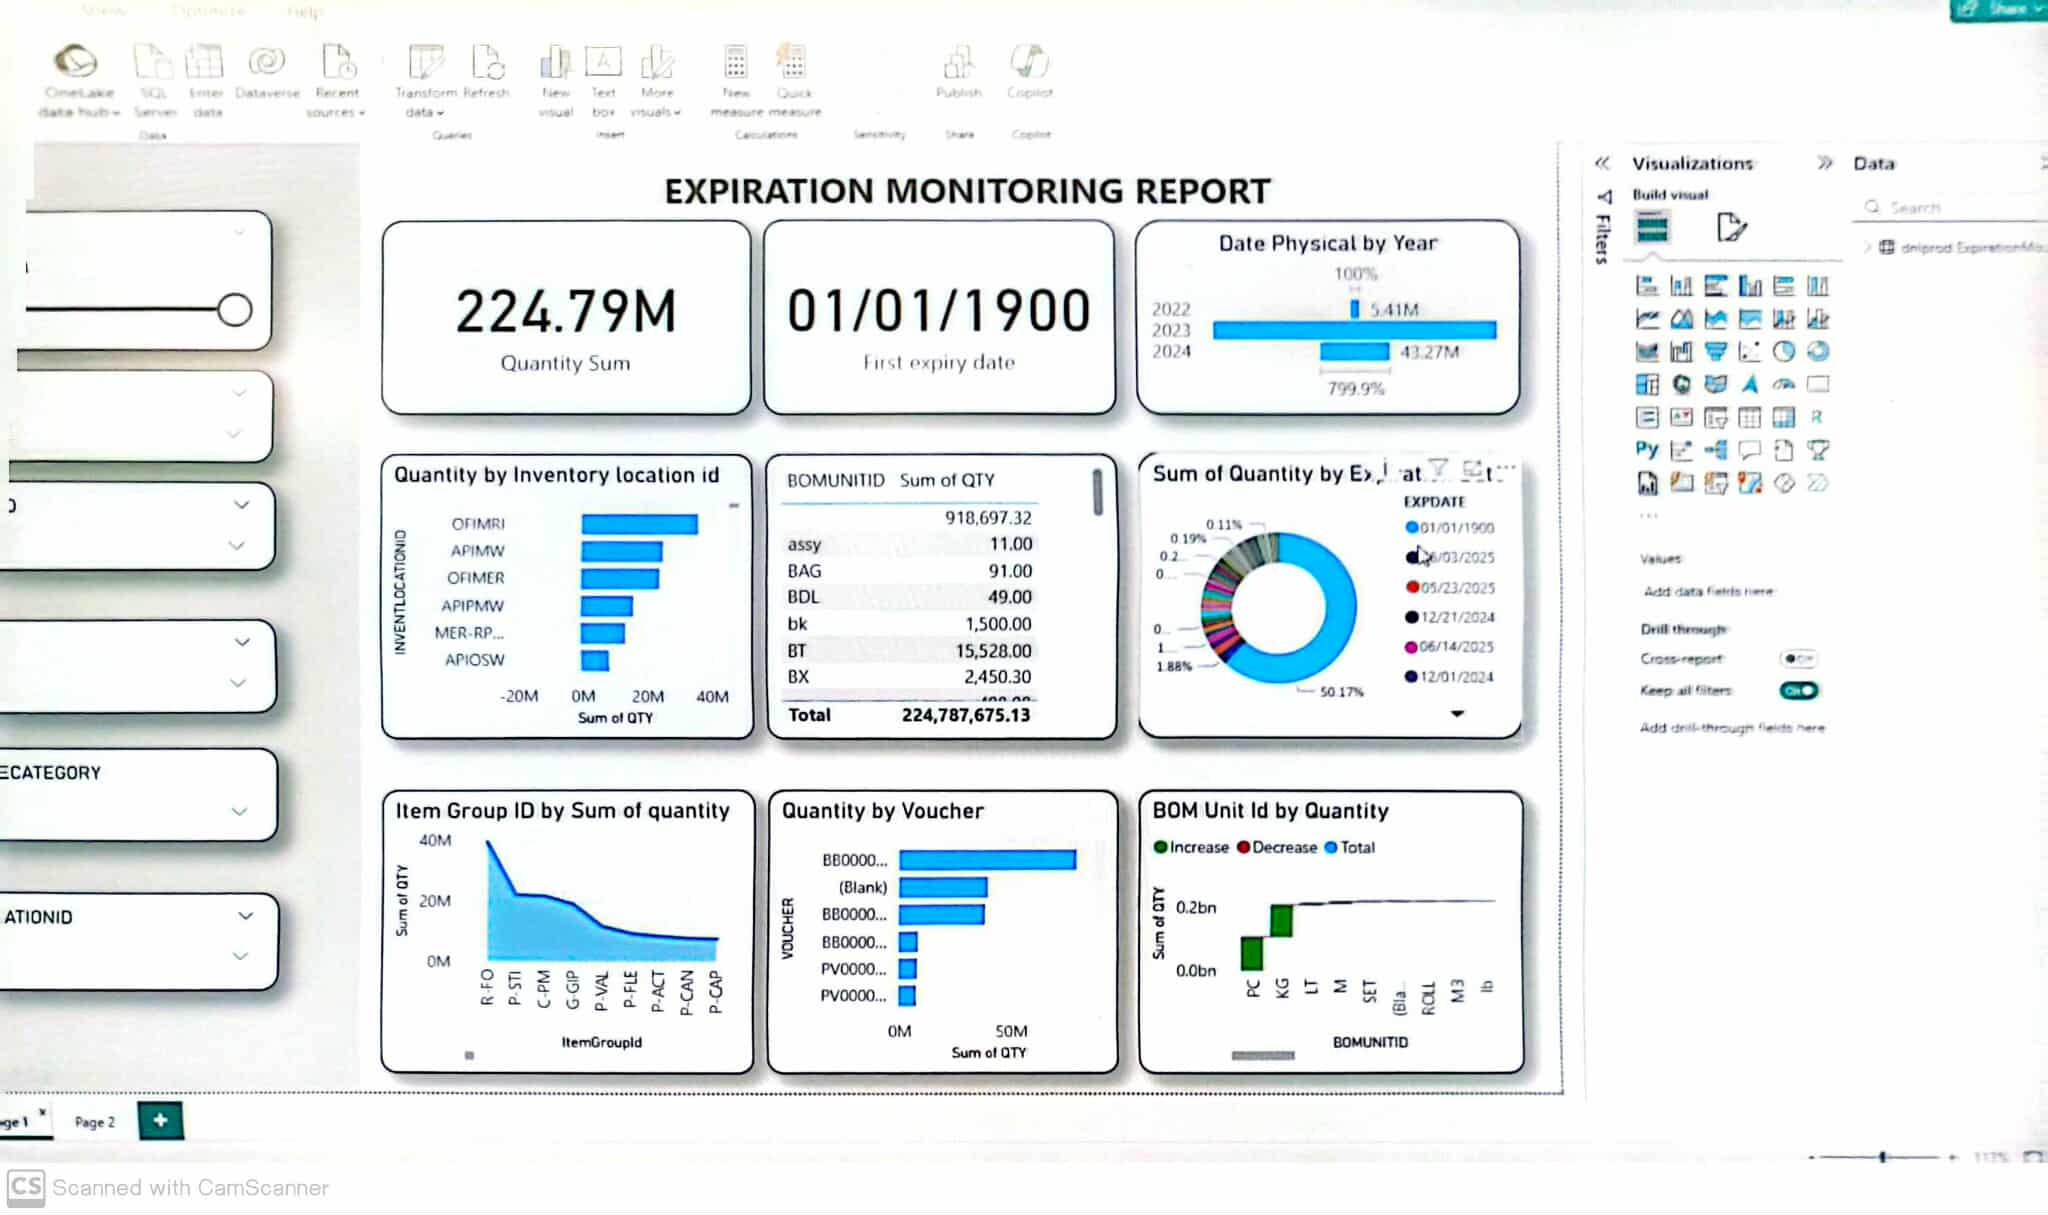 View Optimize Help
Share
OneLake data hub
SQL Server
Enter data
Dataverse
Recent sources
Transform data
Refresh
New visual
Text box
More visuals
New measure
Quick measure
Publish
Copilot
Data
Queries
Insert
Calculations
Sensitivity
Share
Copilot
EXPIRATION MONITORING REPORT
224.79M
Quantity Sum
01/01/1900
First expiry date
Date Physical by Year
100%
2022 5.41M
2023
2024 43.27M
799.9%
Quantity by Inventory location id
INVENTLOCATIONID
OFIMRI
APIMW
OFIMER
APIPMW
MER-RP...
APIOSW
-20M 0M 20M 40M
Sum of QTY
BOMUNITID Sum of QTY
918,697.32
assy 11.00
BAG 91.00
BDL 49.00
bk 1,500.00
BT 15,528.00
BX 2,450.30
Total 224,787,675.13
Sum of Quantity by
EXPDATE
01/01/1900
/03/2025
05/23/2025
12/21/2024
06/14/2025
12/01/2024
0.11%
0.19%
0.2...
0...
0...
1...
1.88%
50.17%
Item Group ID by Sum of quantity
Sum of QTY
40M
20M
0M
R-FO P-STI C-PM G-GIP P-VAL P-FLE P-ACT P-CAN P-CAP
ItemGroupId
Quantity by Voucher
VOUCHER
BB0000...
(Blank)
BB0000...
BB0000...
PV0000...
PV0000...
0M 50M
Sum of QTY
BOM Unit Id by Quantity
Increase Decrease Total
Sum of QTY
0.2bn
0.0bn
PC KG LT M SET (Bla... ROLL M3 lb
BOMUNITID
ECATEGORY
ATIONID
ge 1
Page 2
+
Filters
Visualizations
Build visual
R
Py
...
Values
Add data fields here
Drill through
Cross-report Off
Keep all filters On
Add drill-through fields here
Data
Search
113%
CS Scanned with CamScanner